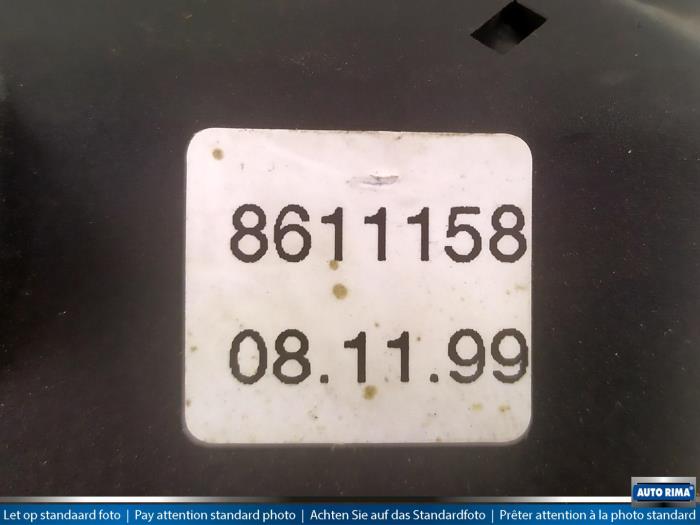 8611158
08.11.99
AUTO RIMA
Let op standaard foto | Pay attention standard photo | Achten Sie auf das Standardfoto | Prêter attention à la photo standard